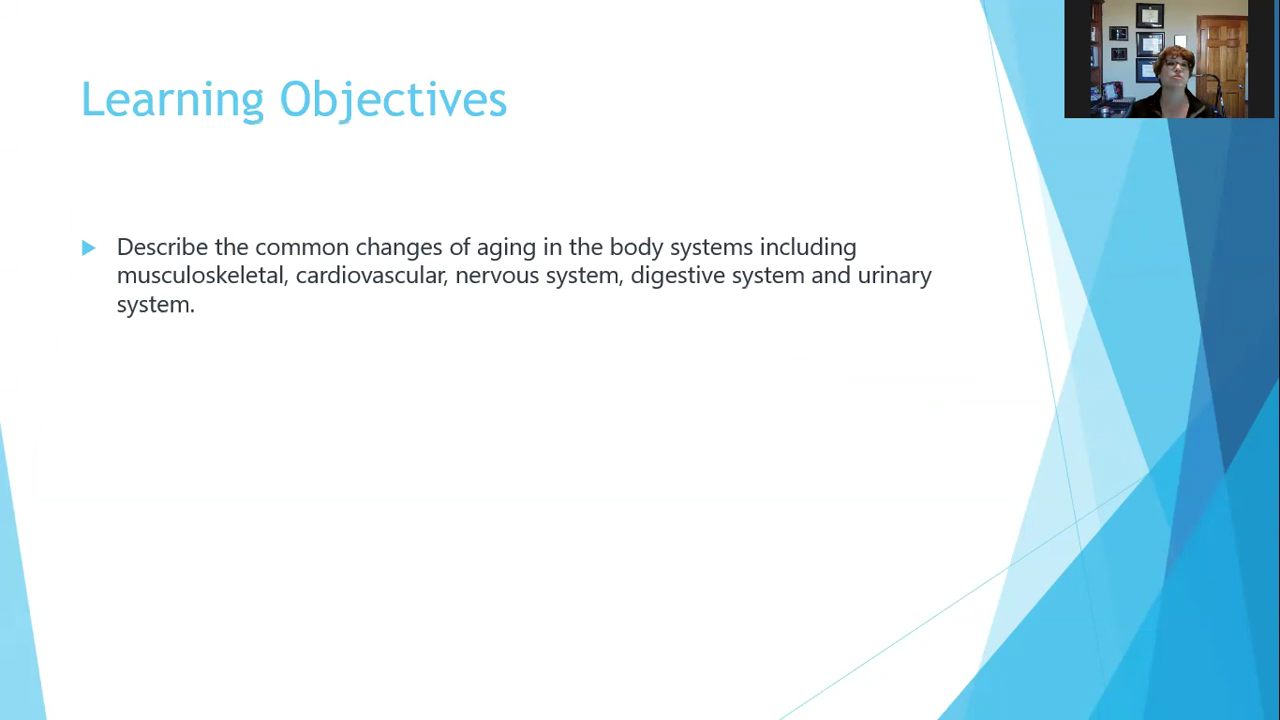 Learning Objectives
Describe the common changes of aging in the body systems including
musculoskeletal, cardiovascular, nervous system, digestive system and urinary
system.